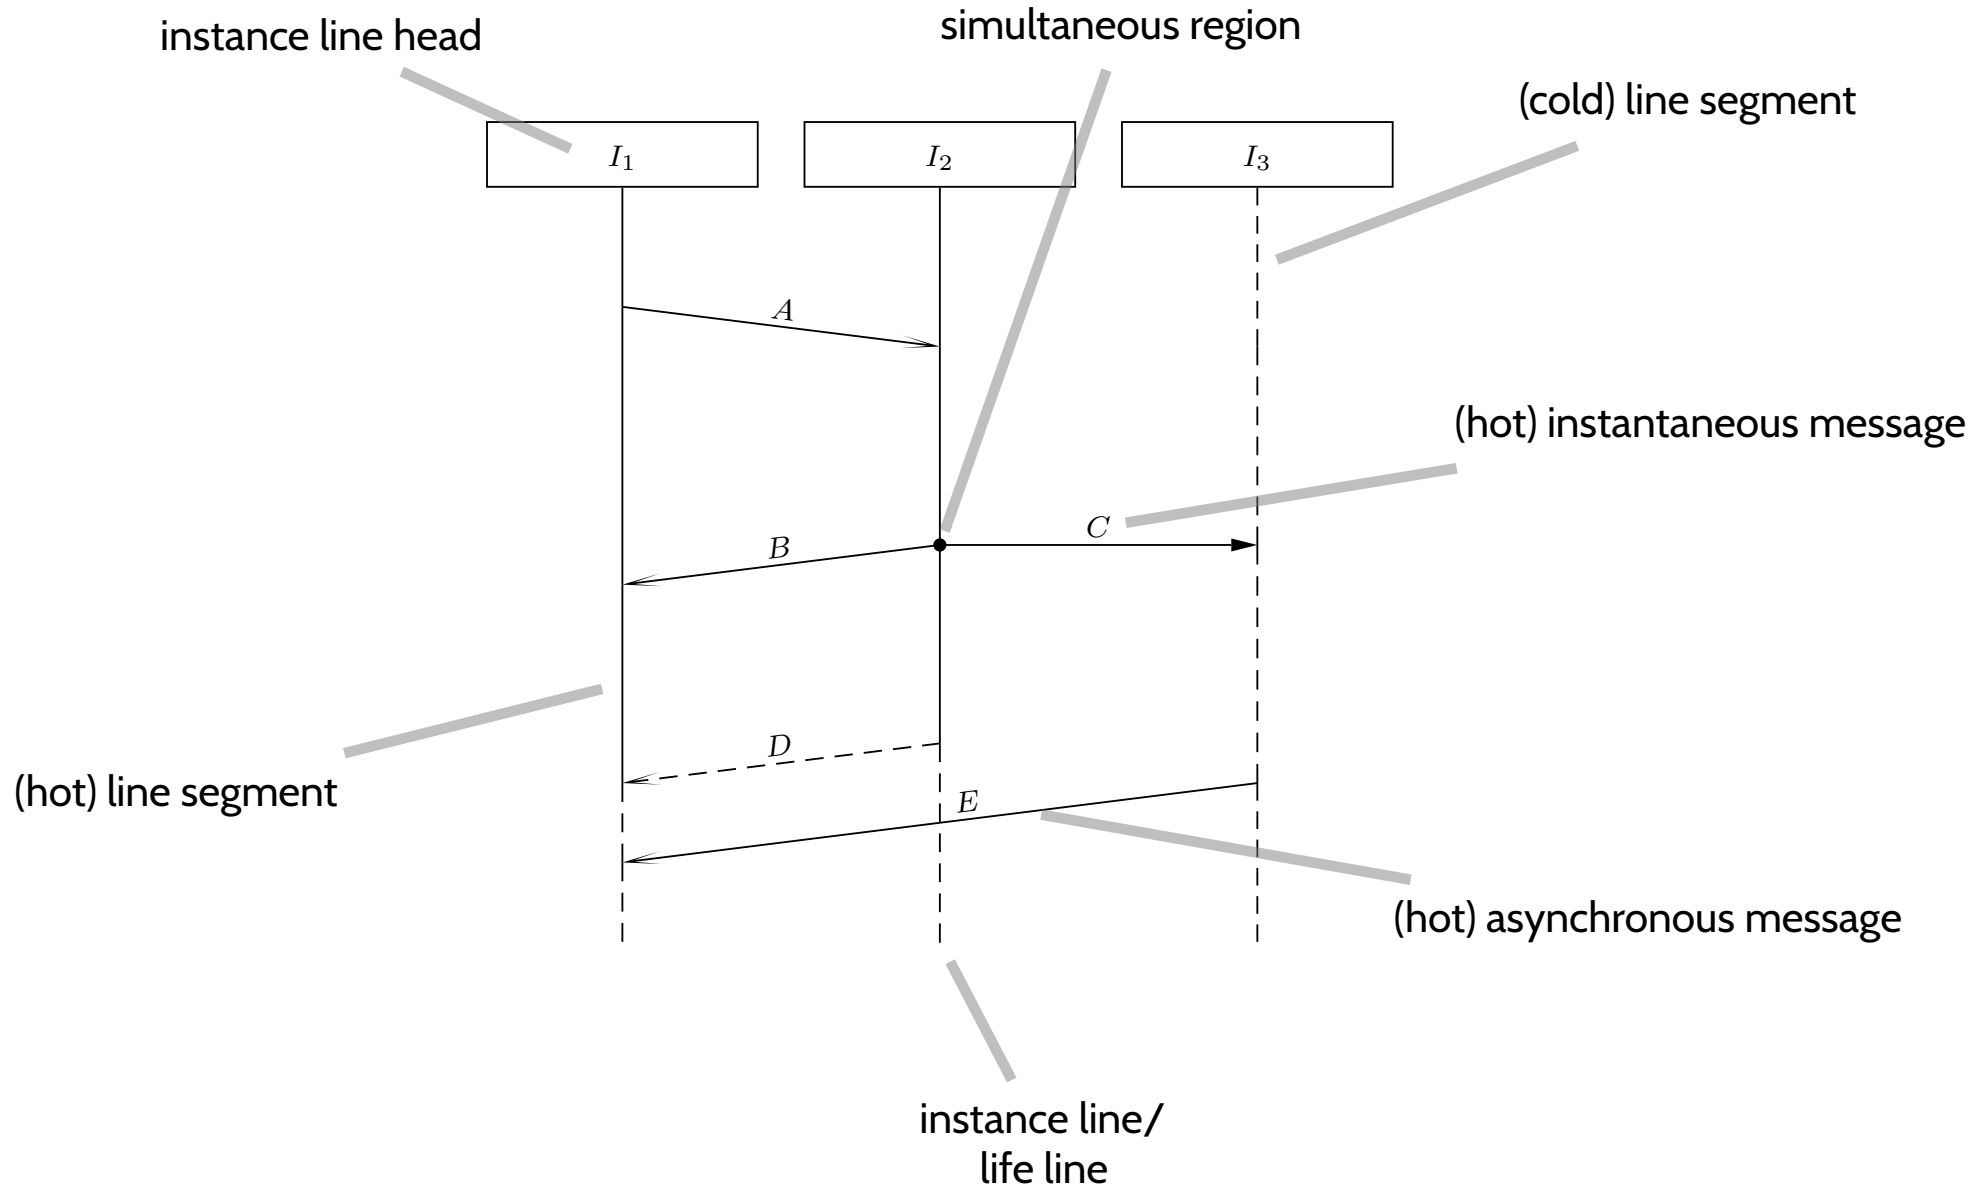 instance line head
simultaneous region
(cold) line segment
I₁
I₂
I₃
A
(hot) instantaneous message
C
B
D
(hot) line segment
E
(hot) asynchronous message
instance line/
life line